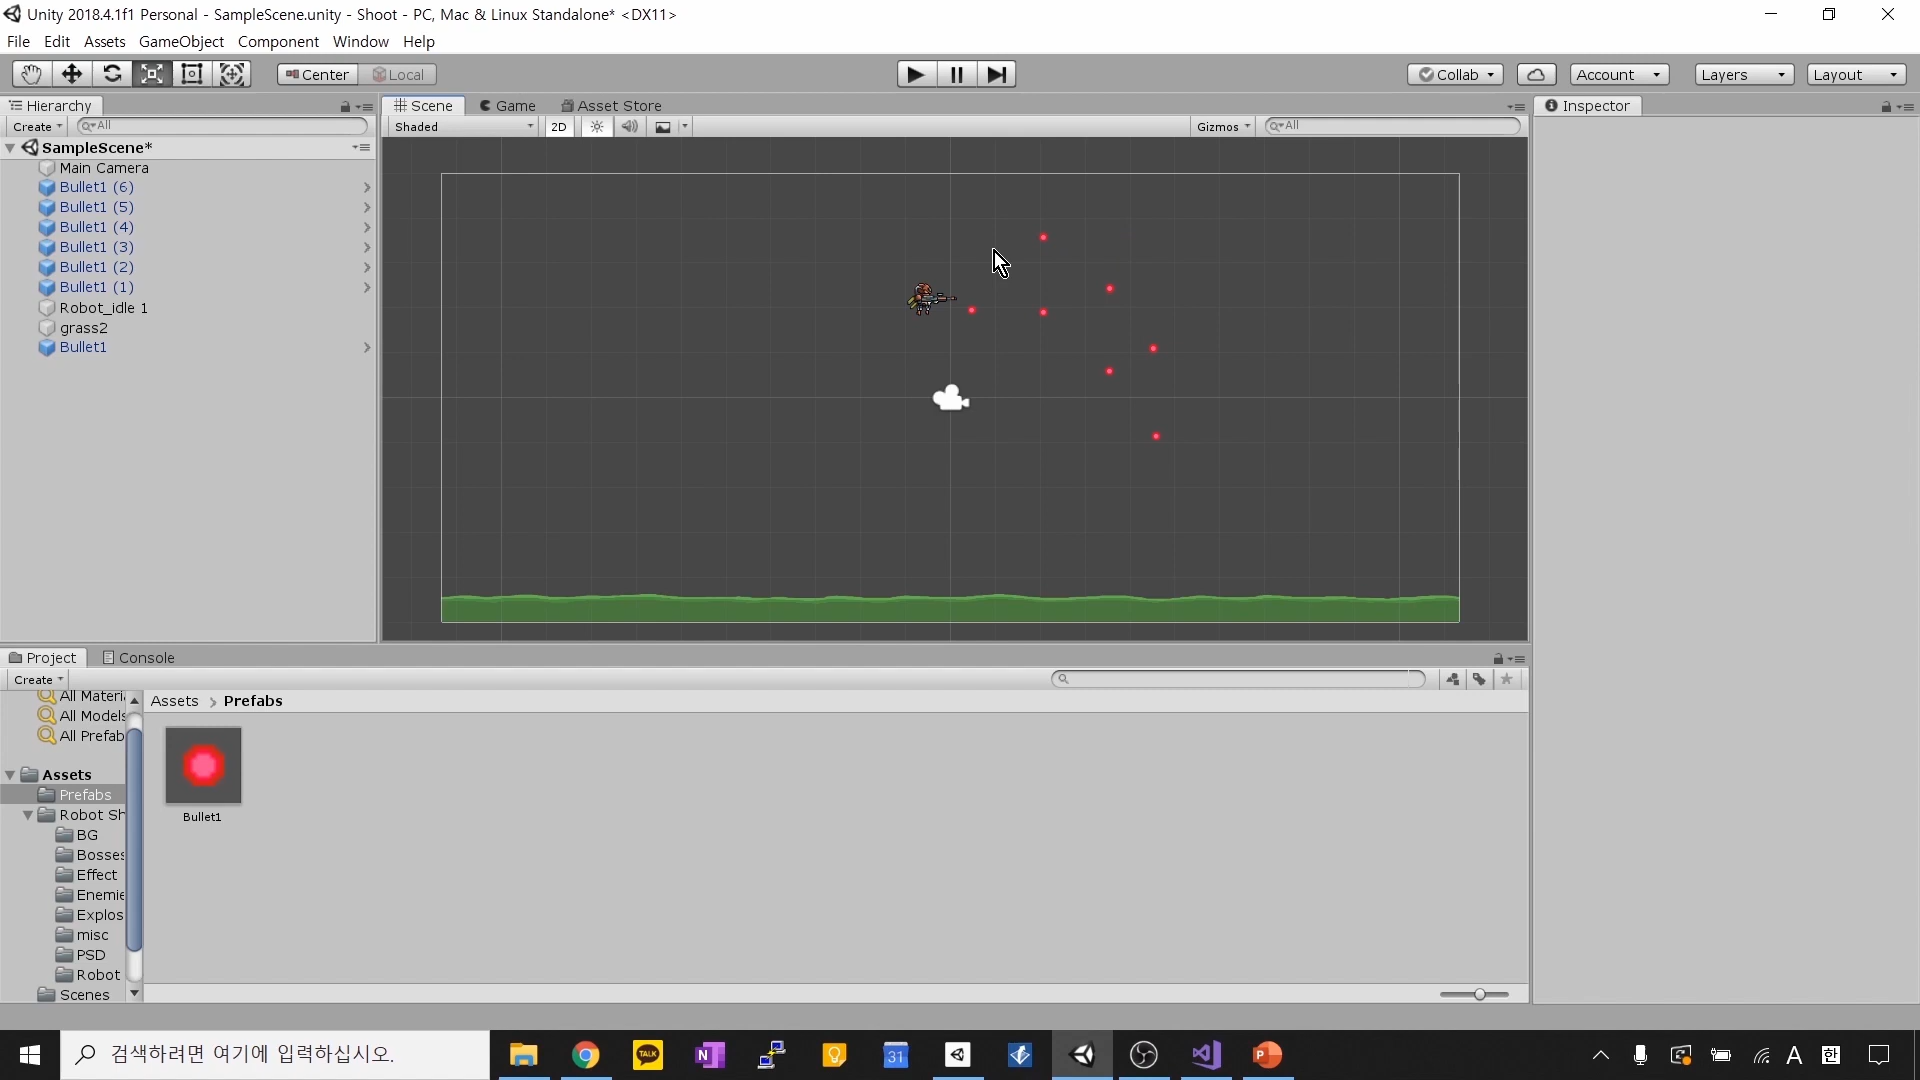 Unity 2018.4.1f1 Personal - SampleScene.unity - Shoot - PC, Mac & Linux Standalone* <DX11>
File Edit Assets GameObject Component Window Help
Center Local Collab Account Layers Layout
Hierarchy
Create All
SampleScene*
Main Camera
Bullet1 (6)
Bullet1 (5)
Bullet1 (4)
Bullet1 (3)
Bullet1 (2)
Bullet1 (1)
Robot_idle 1
grass2
Bullet1
Scene Game Asset Store
Shaded 2D Gizmos All
Inspector
Project Console
Create
All Materi
All Models
All Prefab
Assets
Prefabs
Robot Sh
BG
Bosses
Effect
Enemie
Explos
misc
PSD
Robot
Scenes
Assets > Prefabs
Bullet1
검색하려면 여기에 입력하십시오.
TALK
N
31
P
A
한